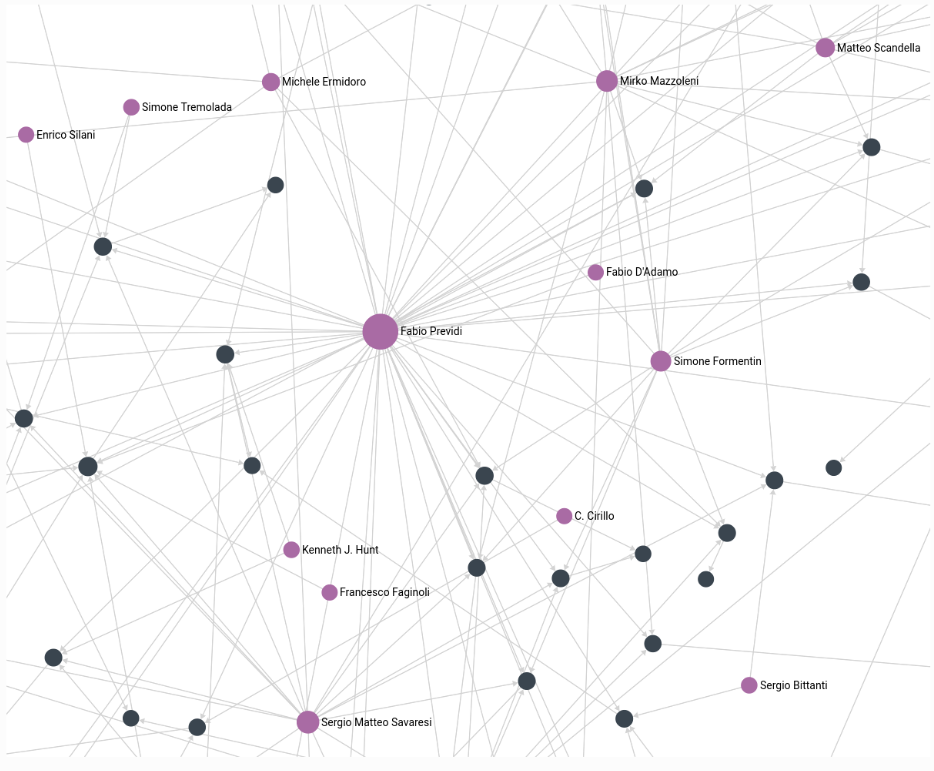 Matteo Scandella
Michele Ermidoro
Mirko Mazzoleni
Simone Tremolada
Enrico Silani
Fabio D'Adamo
Fabio Previdi
Simone Formentin
C. Cirillo
Kenneth J. Hunt
Francesco Faginoli
Sergio Bittanti
Sergio Matteo Savaresi